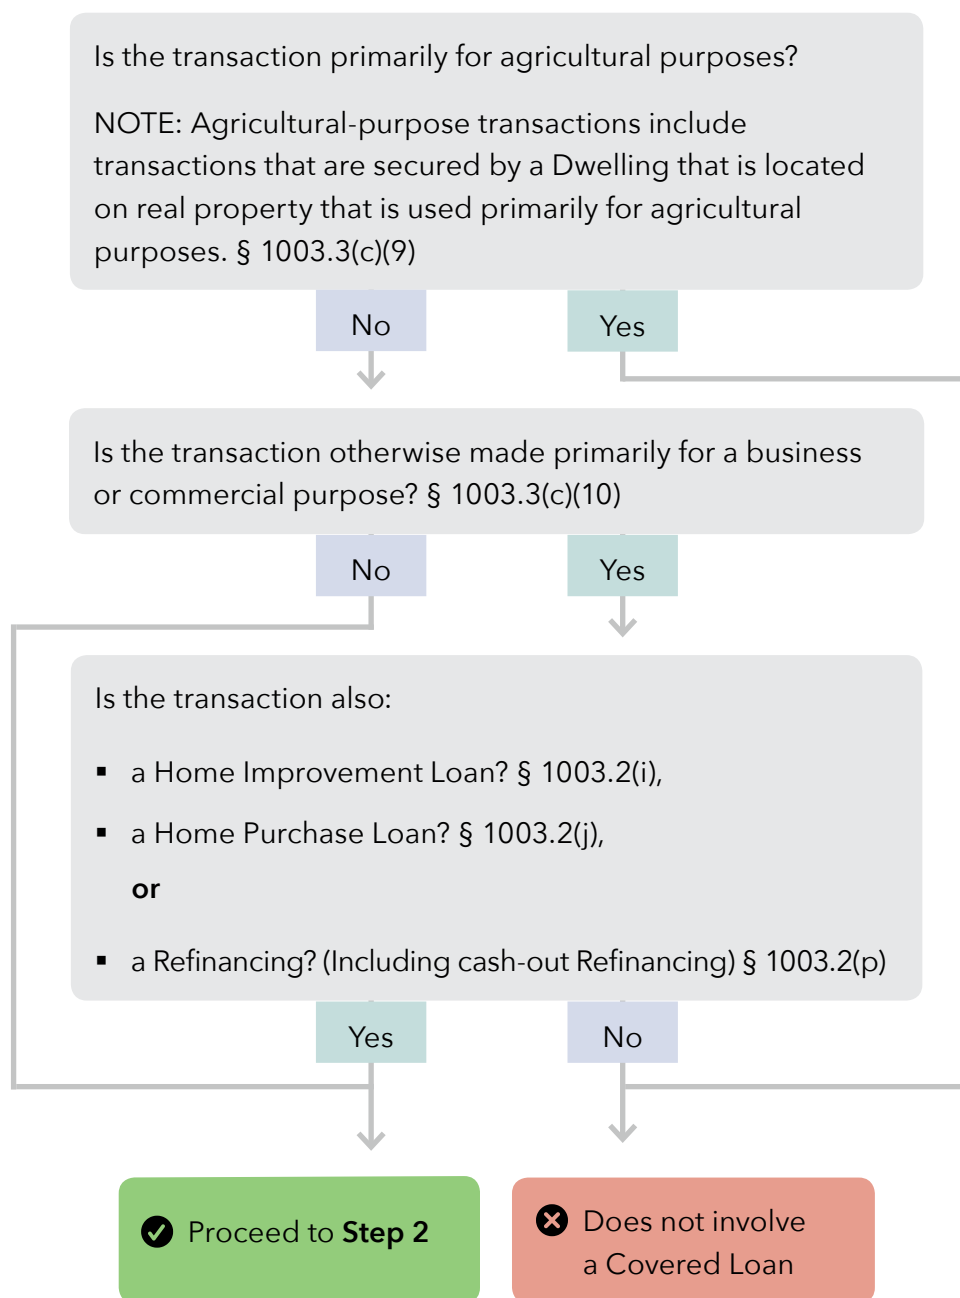 Is the transaction primarily for agricultural purposes?
NOTE: Agricultural-purpose transactions include
transactions that are secured by a Dwelling that is located
on real property that is used primarily for agricultural
purposes. § 1003.3(c)(9)
No
Yes
Is the transaction otherwise made primarily for a business
or commercial purpose? § 1003.3(c)(10)
No
Yes
Is the transaction also:
▪ a Home Improvement Loan? § 1003.2(i),
▪ a Home Purchase Loan? § 1003.2(j),
or
▪ a Refinancing? (Including cash-out Refinancing) § 1003.2(p)
Yes
No
Proceed to Step 2
Does not involve
a Covered Loan